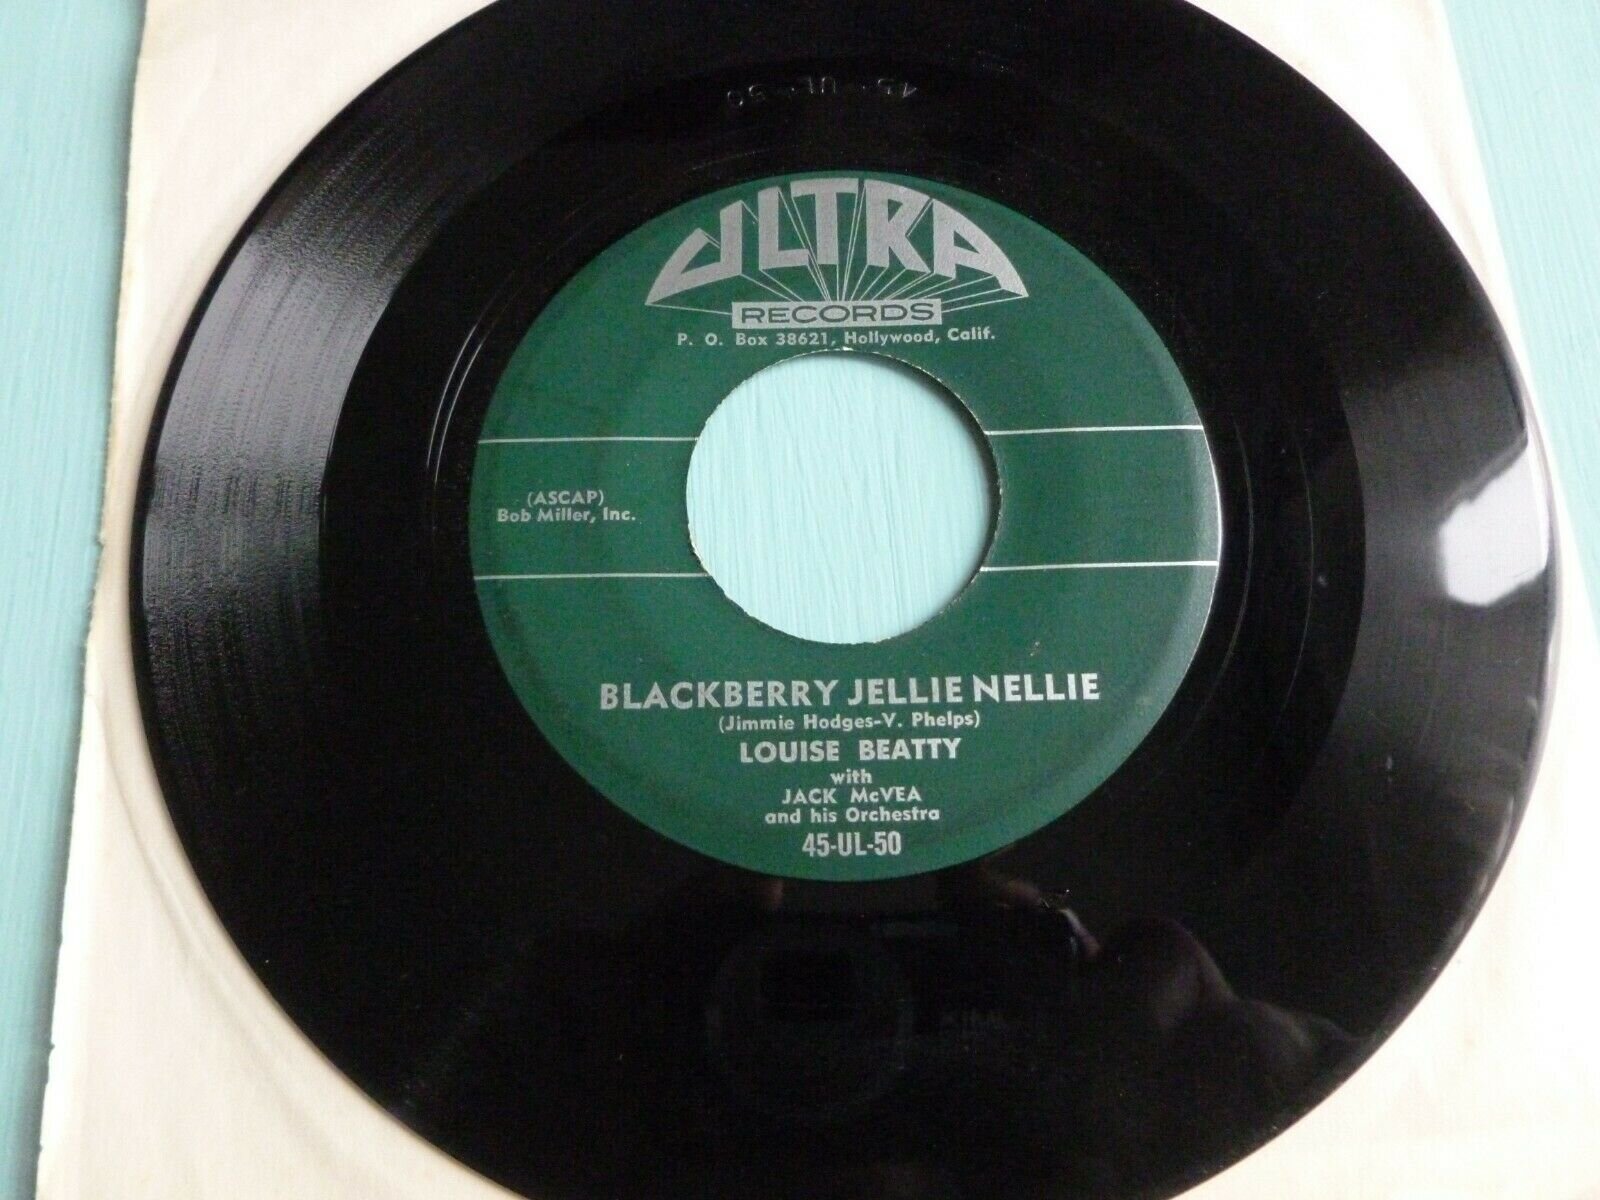 45-UL-50
ULTRA
RECORDS
P. O. Box 38621, Hollywood, Calif.
(ASCAP)
Bob Miller, Inc.
BLACKBERRY JELLIE NELLIE
(Jimmie Hodges-V. Phelps)
LOUISE BEATTY
with
JACK McVEA
and his Orchestra
45-UL-50